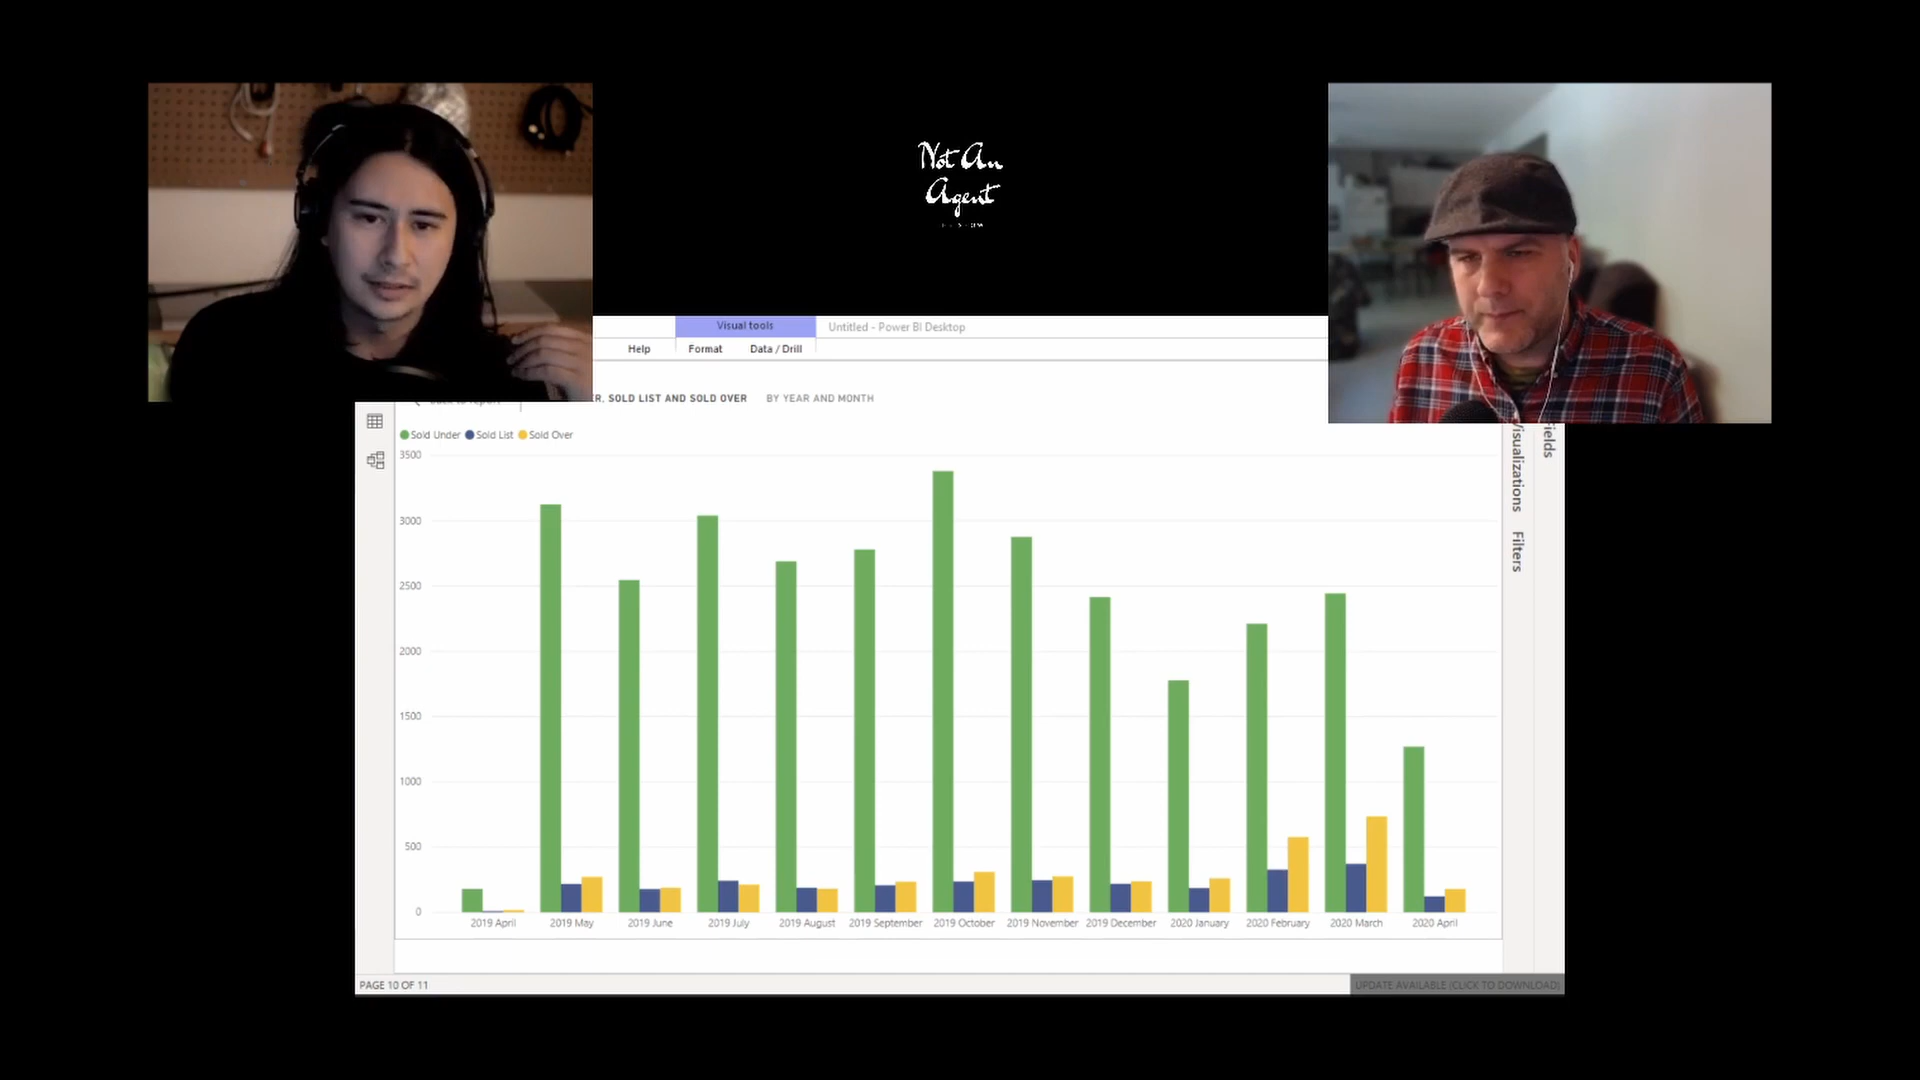 Not An
Agent
Visual tools
Untitled - Power BI Desktop
Help
Format
Data / Drill
SOLD LIST AND SOLD OVER
BY YEAR AND MONTH
Sold Under
Sold List
Sold Over
3500
3000
2500
2000
1500
1000
500
0
2019 April
2019 May
2019 June
2019 July
2019 August
2019 September
2019 October
2019 November
2019 December
2020 January
2020 February
2020 March
2020 April
Visualizations
Filters
Fields
PAGE 10 OF 11
UPDATE AVAILABLE (CLICK TO DOWNLOAD)